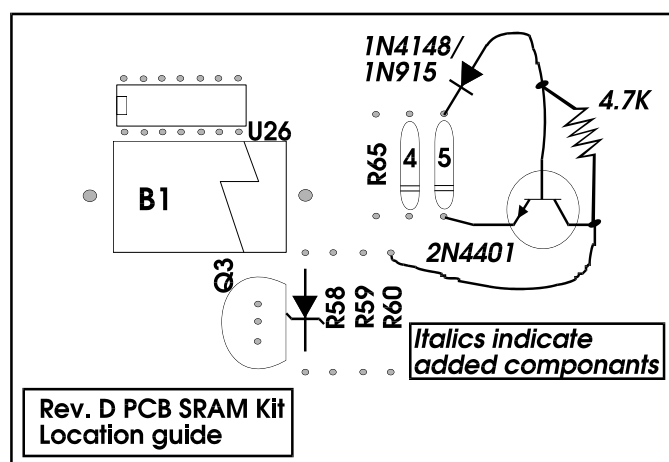 1N4148/
1N915
4.7K
U26
R65
4
5
B1
2N4401
Q3
R58
R59
R60
Italics indicate
added componants
Rev. D PCB SRAM Kit
Location guide